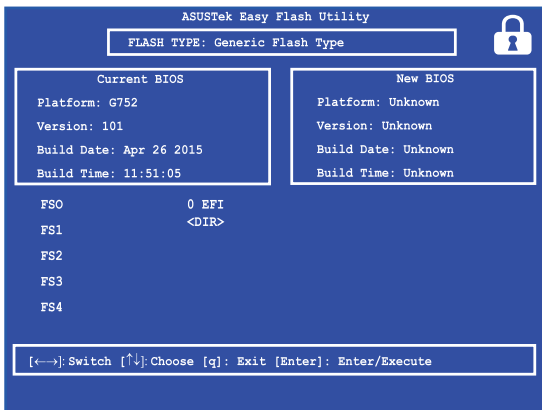 ASUSTek Easy Flash Utility
FLASH TYPE: Generic Flash Type
Current BIOS
Platform: G752
Version: 101
Build Date: Apr 26 2015
Build Time: 11:51:05
New BIOS
Platform: Unknown
Version: Unknown
Build Date: Unknown
Build Time: Unknown
FSO 0 EFI
<DIR>
FS1
FS2
FS3
FS4
[←→]: Switch [↑↓]: Choose [q]: Exit [Enter]: Enter/Execute